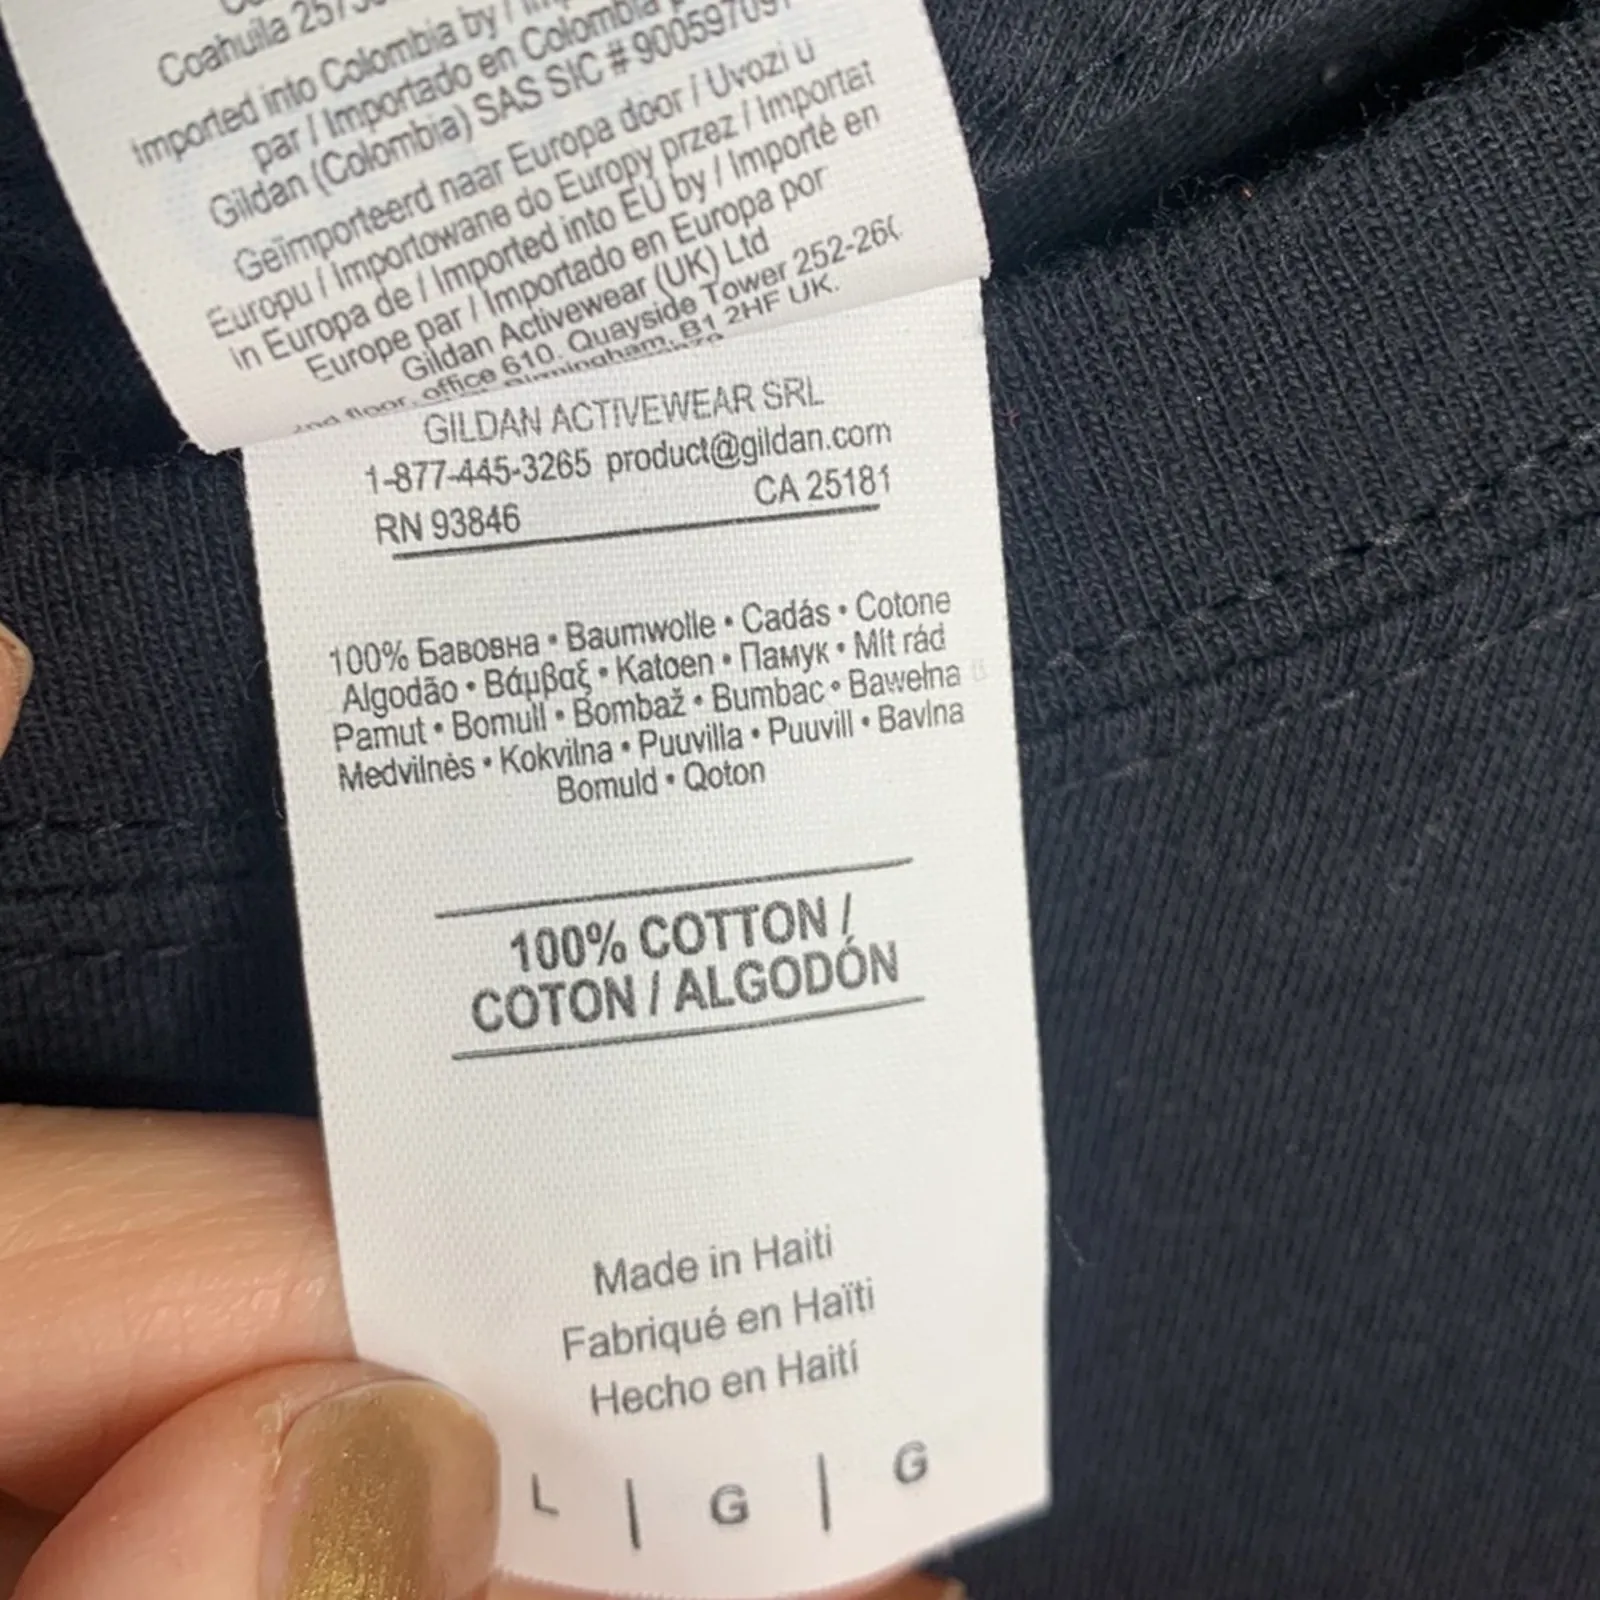 Coahuila
Imported into Colombia by /
par / Importado en Colombia
Gildan (Colombia) SAS SIC #
Geïmporteerd naar Europa door / Uvozi u
Europu / Importowane do Europy przez / Importat
in Europa de / Imported into EU by / Importé en
Europe par / Importado en Europa por
Gildan Activewear (UK) Ltd
floor, office 610, Quayside Tower
Birmingham, B1 2HF UK.
GILDAN ACTIVEWEAR SRL
1-877-445-3265 product@gildan.com
RN 93846 CA 25181
100% Бавовна • Baumwolle • Cadás • Cotone
Algodão • Βάμβαξ • Katoen • Памук • Mlt rád
Pamut • Bomull • Bombaž • Bumbac • Bawełna
Medvilnės • Kokvilna • Puuvilla • Puuvill • Bavlna
Bomuld • Qoton
100% COTTON /
COTON / ALGODÓN
Made in Haiti
Fabriqué en Haïti
Hecho en Haití
L | G | G